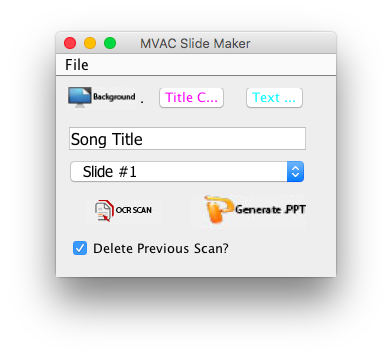 MVAC Slide Maker
File
Background . Title C... Text ...
Song Title
Slide #1
OCR SCAN Generate .PPT
Delete Previous Scan?